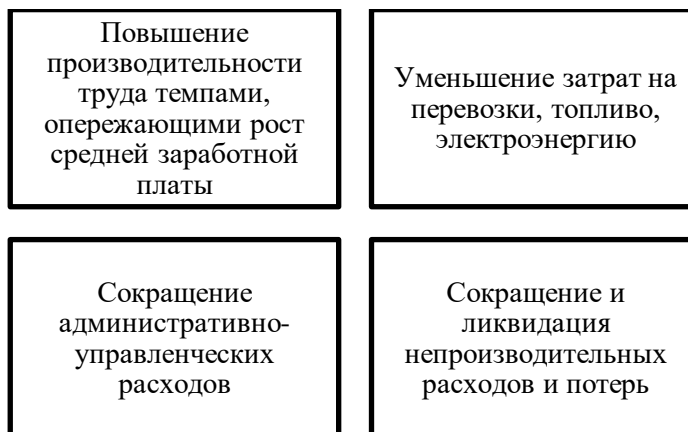 Повышение
производительности
труда темпами,
опережающими рост
средней заработной
платы
Уменьшение затрат на
перевозки, топливо,
электроэнергию
Сокращение
административно-
управленческих
расходов
Сокращение и
ликвидация
непроизводительных
расходов и потерь